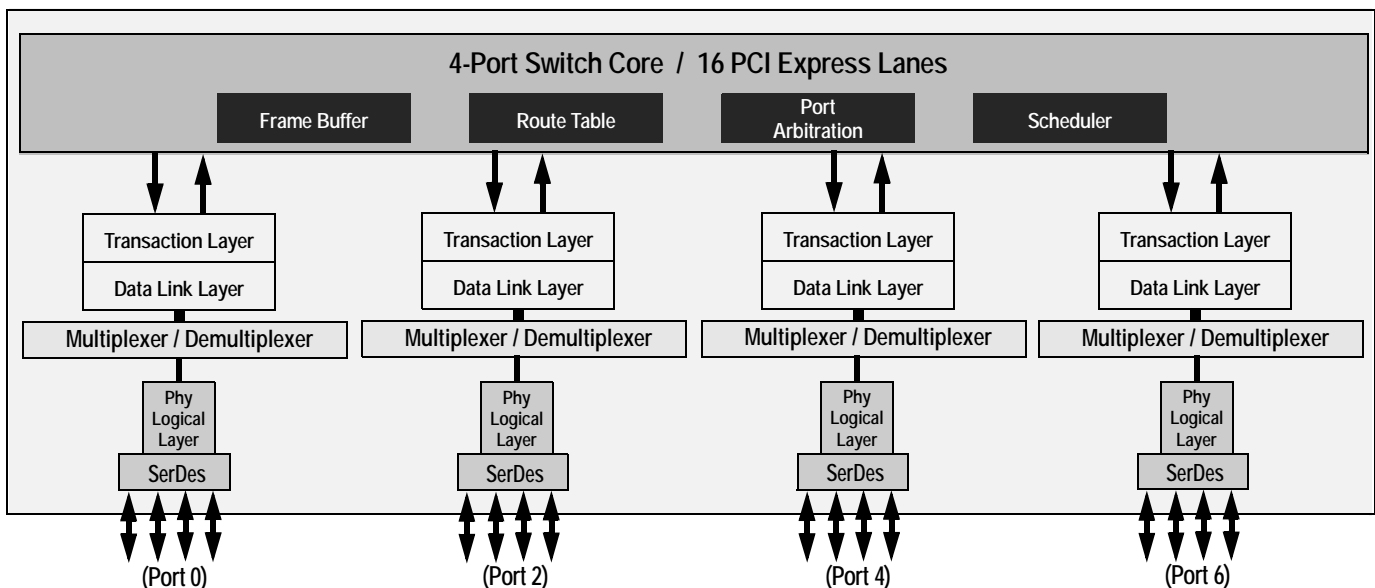 4-Port Switch Core / 16 PCI Express Lanes
Frame Buffer
Route Table
Port
Arbitration
Scheduler
Transaction Layer
Data Link Layer
Multiplexer / Demultiplexer
Phy
Logical
Layer
SerDes
(Port 0)
Transaction Layer
Data Link Layer
Multiplexer / Demultiplexer
Phy
Logical
Layer
SerDes
(Port 2)
Transaction Layer
Data Link Layer
Multiplexer / Demultiplexer
Phy
Logical
Layer
SerDes
(Port 4)
Transaction Layer
Data Link Layer
Multiplexer / Demultiplexer
Phy
Logical
Layer
SerDes
(Port 6)